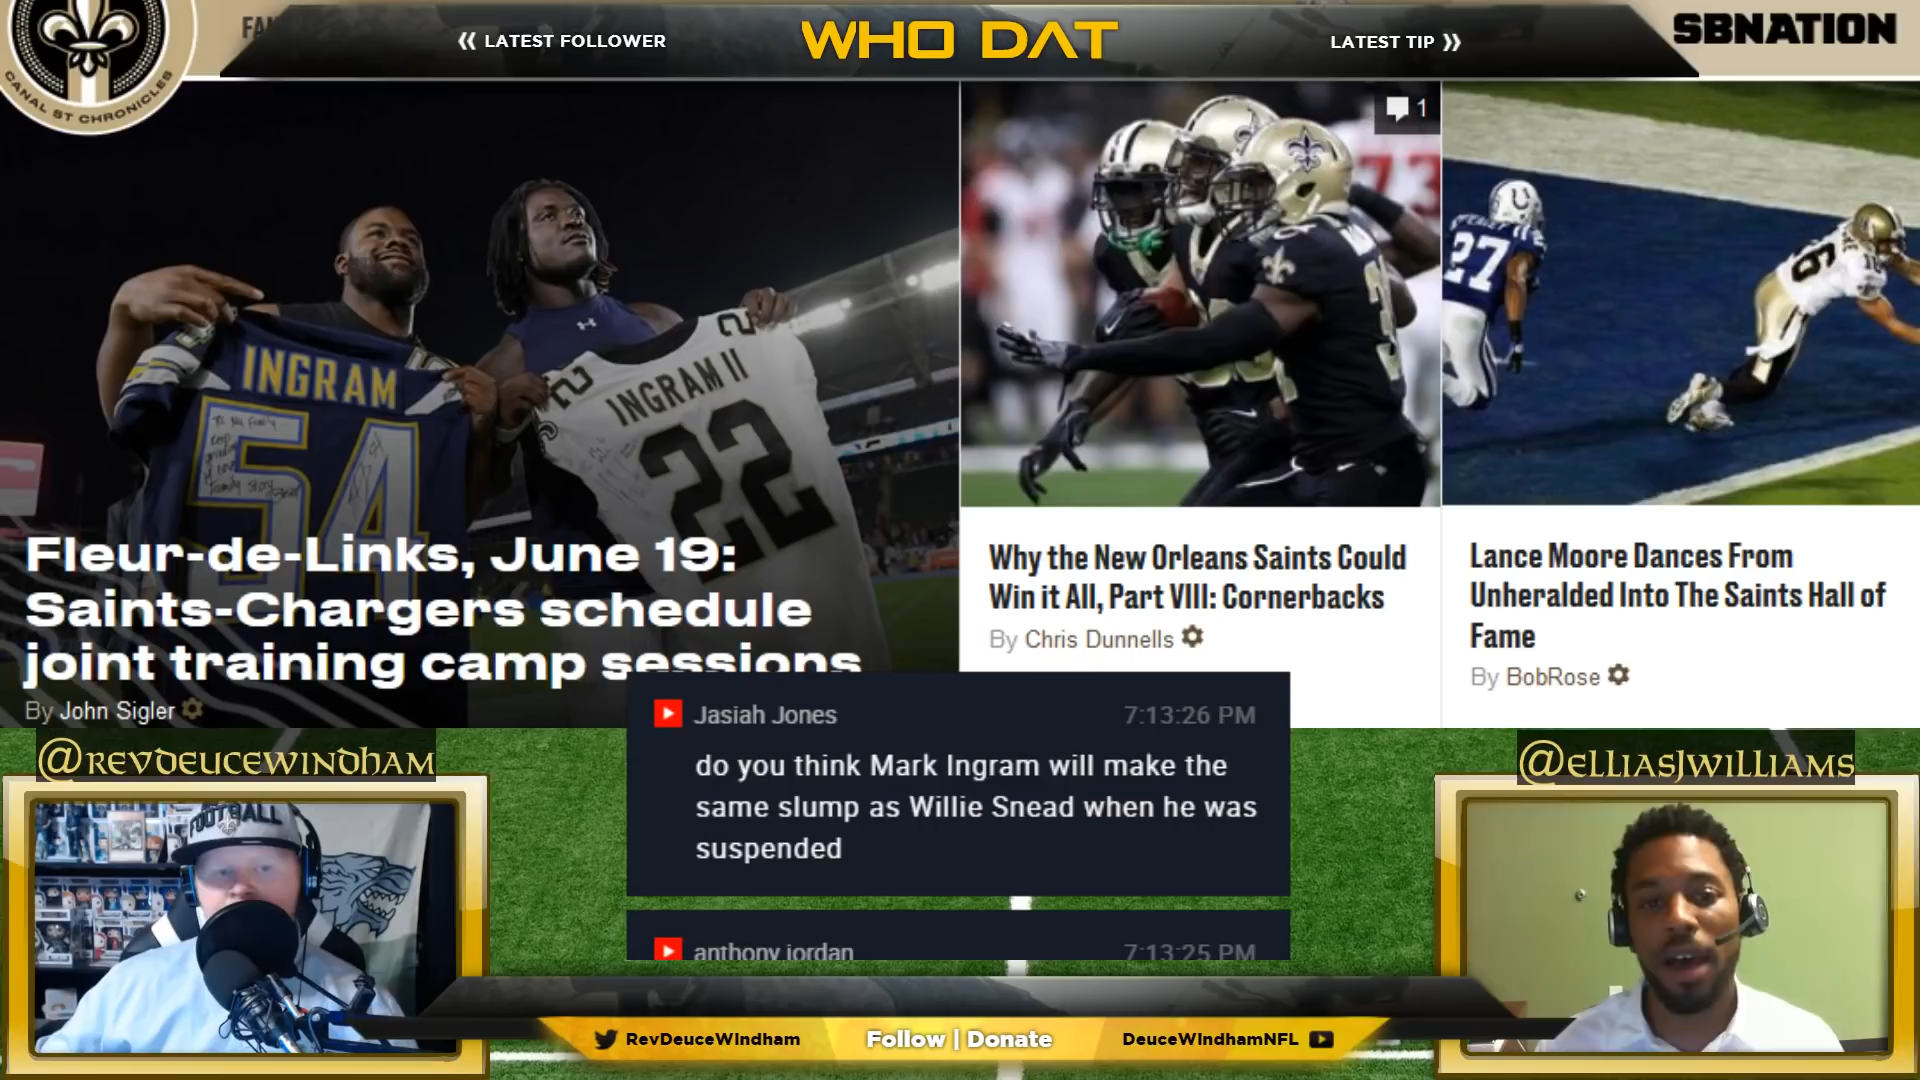 FAN
« LATEST FOLLOWER
WHO DAT
LATEST TIP »
SBNATION
CANAL ST CHRONICLES
1
73
27
16
INGRAM
54
INGRAM II
22
22
Fleur-de-Links, June 19:
Saints-Chargers schedule
joint training camp sessions
By John Sigler
Why the New Orleans Saints Could
Win it All, Part VIII: Cornerbacks
By Chris Dunnells
Lance Moore Dances From
Unheralded Into The Saints Hall of
Fame
By BobRose
Jasiah Jones 7:13:26 PM
do you think Mark Ingram will make the
same slump as Willie Snead when he was
suspended
anthony jordan 7:13:25 PM
@REVDEUCEWINDHAM
@ELLIASJWILLIAMS
FOOTBALL
RevDeuceWindham
Follow | Donate
DeuceWindhamNFL